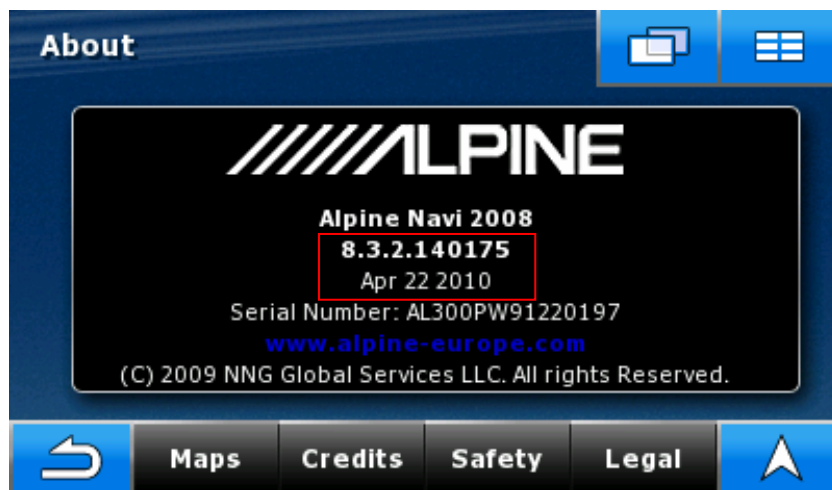 About
ALPINE
Alpine Navi 2008
8.3.2.140175
Apr 22 2010
Serial Number: AL300PW91220197
www.alpine-europe.com
(C) 2009 NNG Global Services LLC. All rights Reserved.
Maps Credits Safety Legal